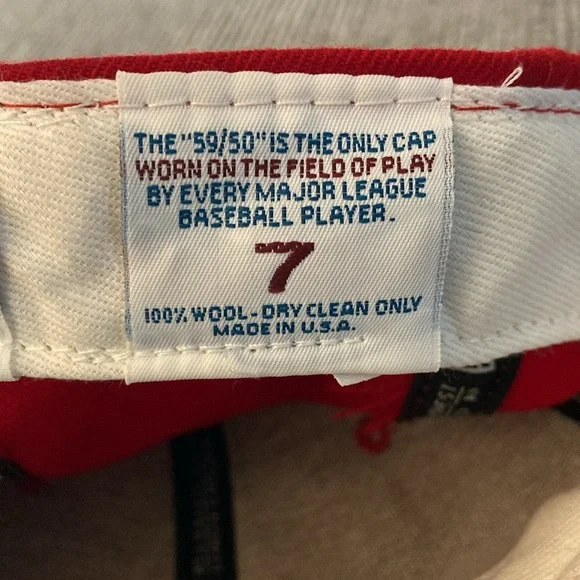 THE "59/50" IS THE ONLY CAP
WORN ON THE FIELD OF PLAY
BY EVERY MAJOR LEAGUE
BASEBALL PLAYER.
7
100% WOOL-DRY CLEAN ONLY
MADE IN U.S.A.